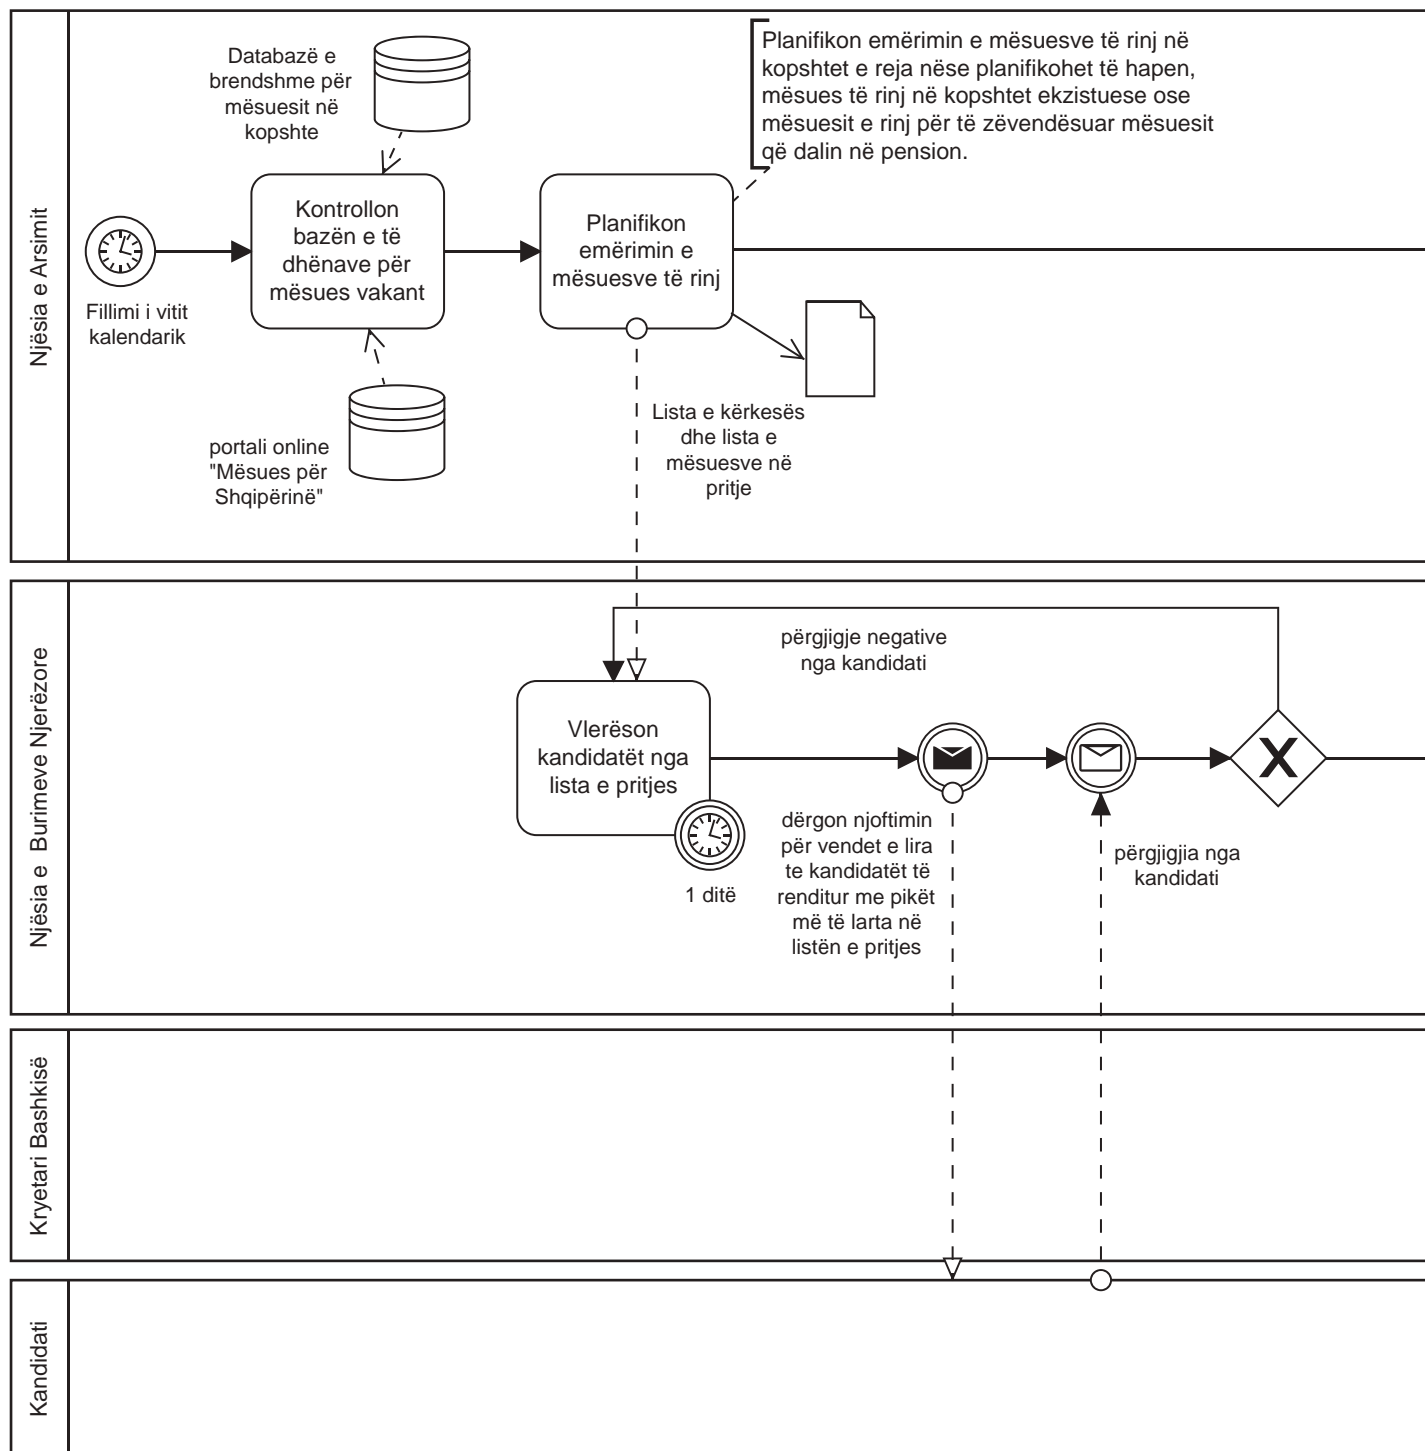 Njësia e Arsimit
Databazë e
brendshme për
mësuesit në
kopshte
Planifikon emërimin e mësuesve të rinj në
kopshtet e reja nëse planifikohet të hapen,
mësues të rinj në kopshtet ekzistuese ose
mësuesit e rinj për të zëvendësuar mësuesit
që dalin në pension.
Fillimi i vitit
kalendarik
Kontrollon
bazën e të
dhënave për
mësues vakant
Planifikon
emërimin e
mësuesve të rinj
portali online
"Mësues për
Shqipërinë"
Lista e kërkesës
dhe lista e
mësuesve në
pritje
Njësia e Burimeve Njerëzore
përgjigje negative
nga kandidati
Vlerëson
kandidatët nga
lista e pritjes
1 ditë
dërgon njoftimin
për vendet e lira
te kandidatët të
renditur me pikët
më të larta në
listën e pritjes
përgjigjia nga
kandidati
X
Kryetari Bashkisë
Kandidati